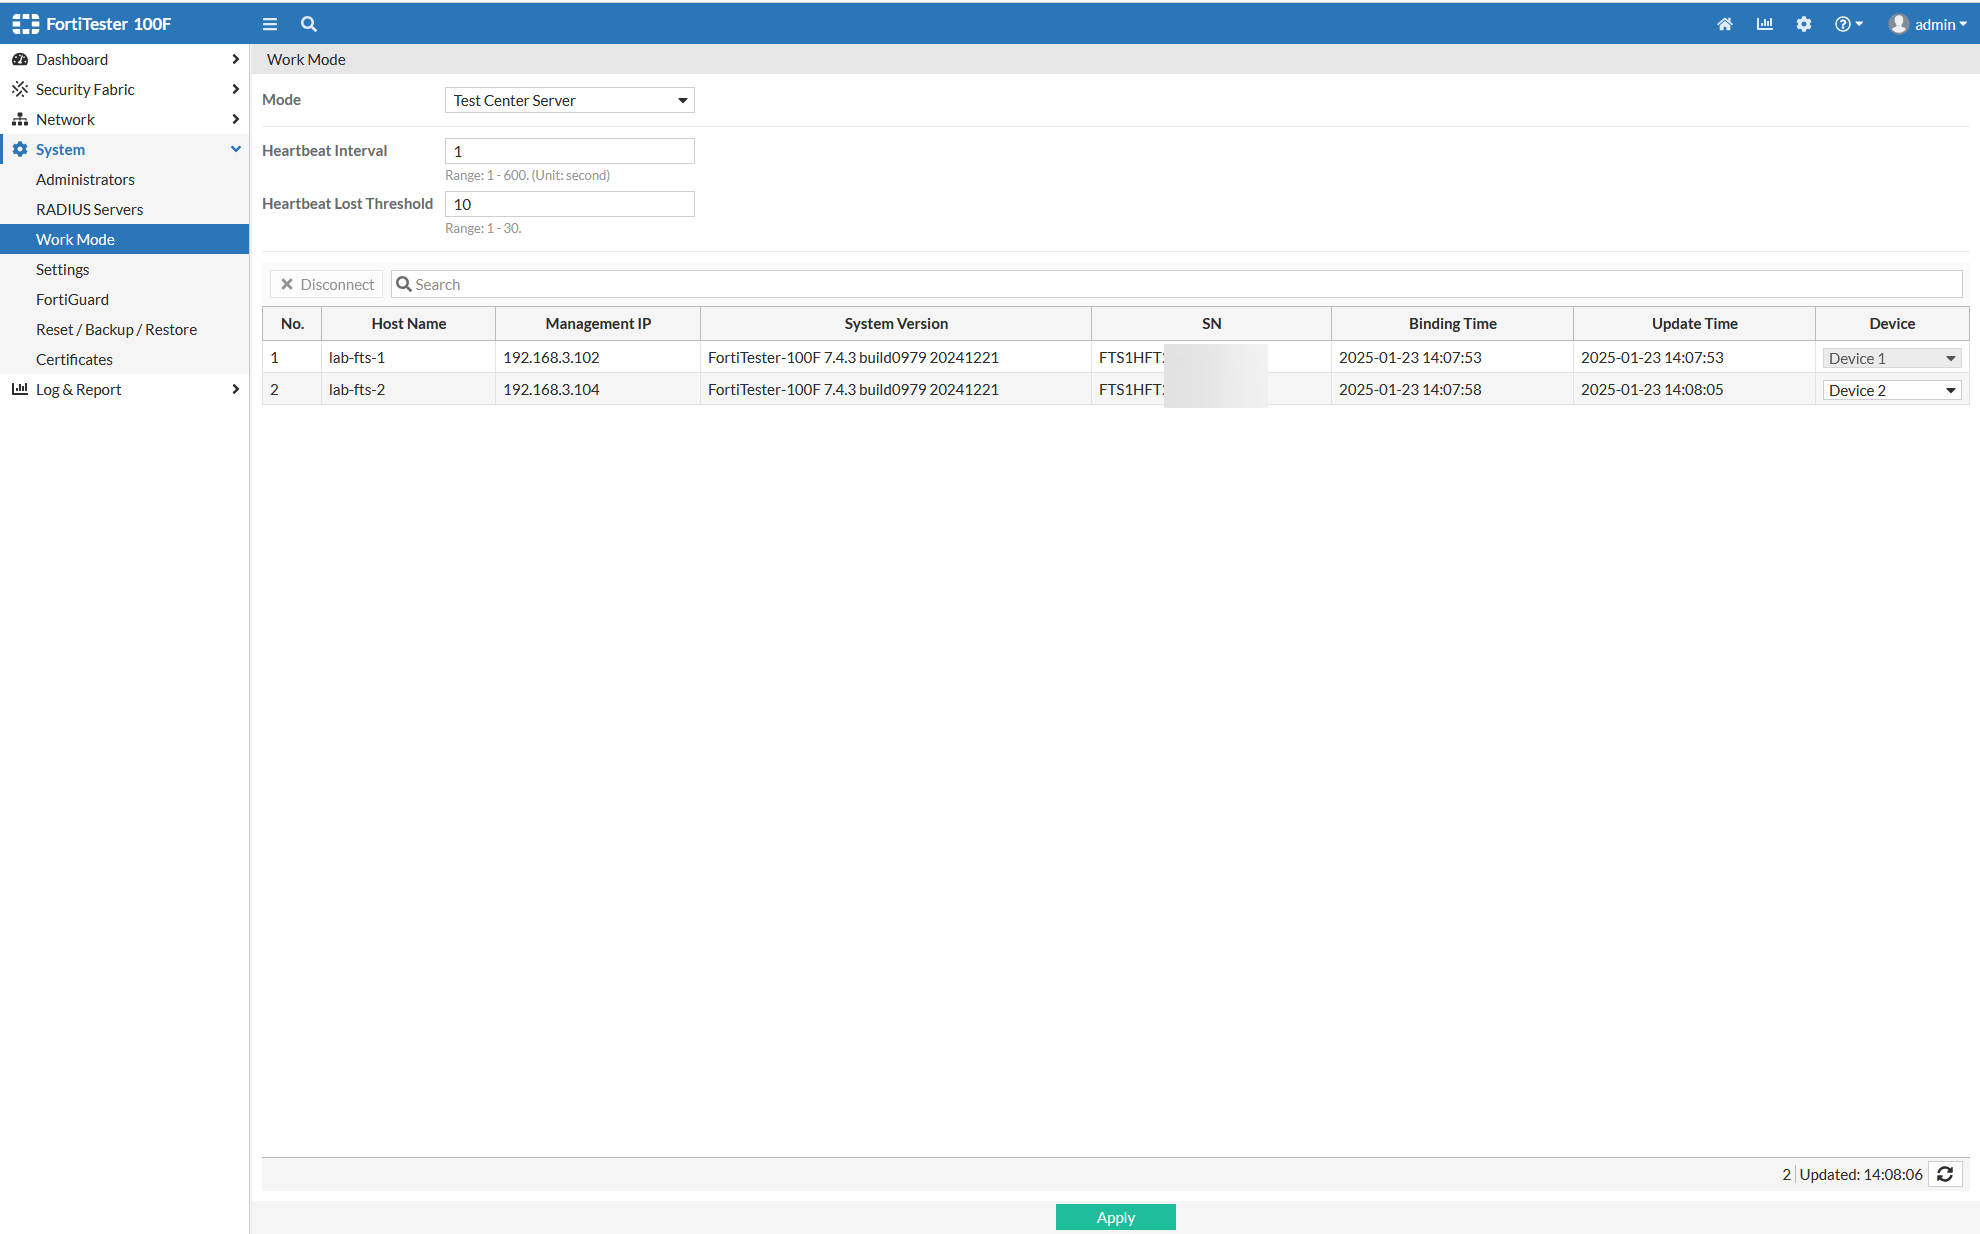 FortiTester 100F
admin
Dashboard
Security Fabric
Network
System
Administrators
RADIUS Servers
Work Mode
Settings
FortiGuard
Reset / Backup / Restore
Certificates
Log & Report
Work Mode
Mode Test Center Server
Heartbeat Interval 1
Range: 1 - 600. (Unit: second)
Heartbeat Lost Threshold 10
Range: 1 - 30.
Disconnect Search
No. Host Name Management IP System Version SN Binding Time Update Time Device
1 lab-fts-1 192.168.3.102 FortiTester-100F 7.4.3 build0979 20241221 FTS1HFT 2025-01-23 14:07:53 2025-01-23 14:07:53 Device 1
2 lab-fts-2 192.168.3.104 FortiTester-100F 7.4.3 build0979 20241221 FTS1HFT 2025-01-23 14:07:58 2025-01-23 14:08:05 Device 2
2 Updated: 14:08:06
Apply